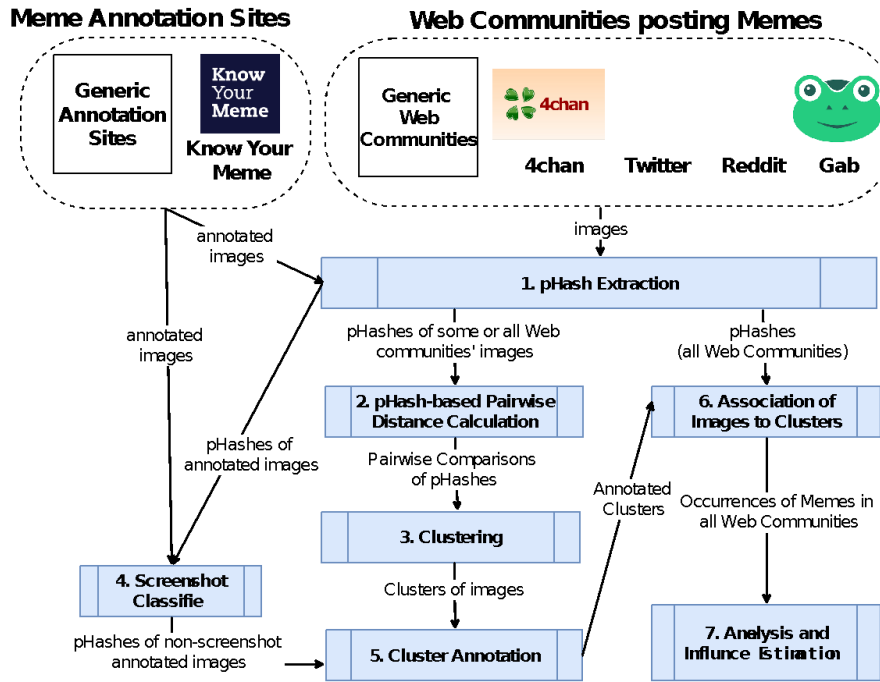 Meme Annotation Sites
Web Communities posting Memes
Generic
Annotation
Sites
Know
Your
Meme
Know Your
Meme
Generic
Web
Communities
4chan
4chan
Twitter
Reddit
Gab
annotated
images
images
1. pHash Extraction
annotated
images
pHashes of some or all Web
communities' images
pHashes
(all Web Communities)
2. pHash-based Pairwise
Distance Calculation
6. Association of
Images to Clusters
pHashes of
annotated images
Pairwise Comparisons
of pHashes
Annotated
Clusters
Occurrences of Memes in
all Web Communities
3. Clustering
4. Screenshot
Classifie
Clusters of images
pHashes of non-screenshot
annotated images
5. Cluster Annotation
7. Analysis and
Influnce Estimation